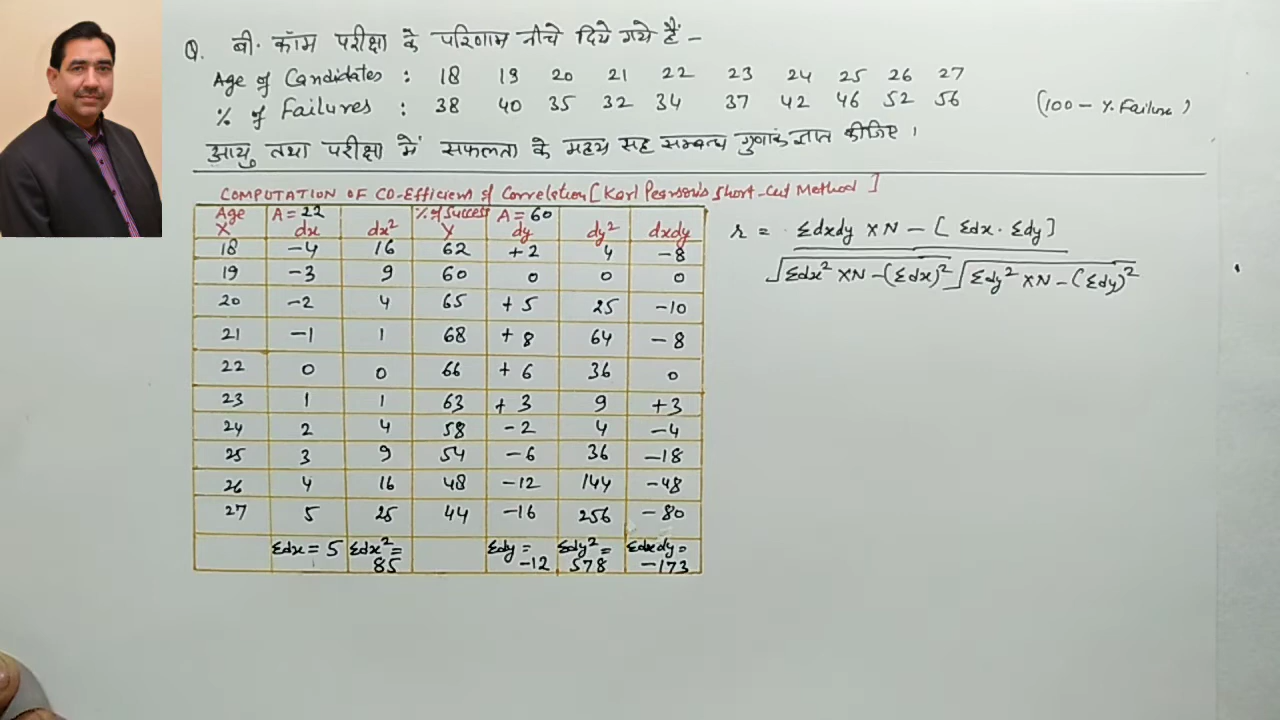 Q. बी. कॉम परीक्षा के परिणाम नीचे दिये गये हैं –
Age of Candidates : 18 19 20 21 22 23 24 25 26 27
% of Failures : 38 40 35 32 34 37 42 46 52 56 (100 – % Failure)
आयु तथा परीक्षा में सफलता के मध्य सह सम्बन्ध गुणांक ज्ञात कीजिए ।
COMPUTATION OF CO-Efficient of Correlation [Karl Pearson's Short-Cut Method]
Age X A = 22 dx dx² % of Success Y A = 60 dy dy² dxdy
18 –4 16 62 +2 4 –8
19 –3 9 60 0 0 0
20 –2 4 65 +5 25 –10
21 –1 1 68 +8 64 –8
22 0 0 66 +6 36 0
23 1 1 63 +3 9 +3
24 2 4 58 –2 4 –4
25 3 9 54 –6 36 –18
26 4 16 48 –12 144 –48
27 5 25 44 –16 256 –80
Σdx = 5 Σdx² = 85 Σdy = –12 Σdy² = 578 Σdxdy = –173
r = Σdxdy × N – [Σdx · Σdy]
√Σdx² × N – (Σdx)² √Σdy² × N – (Σdy)²